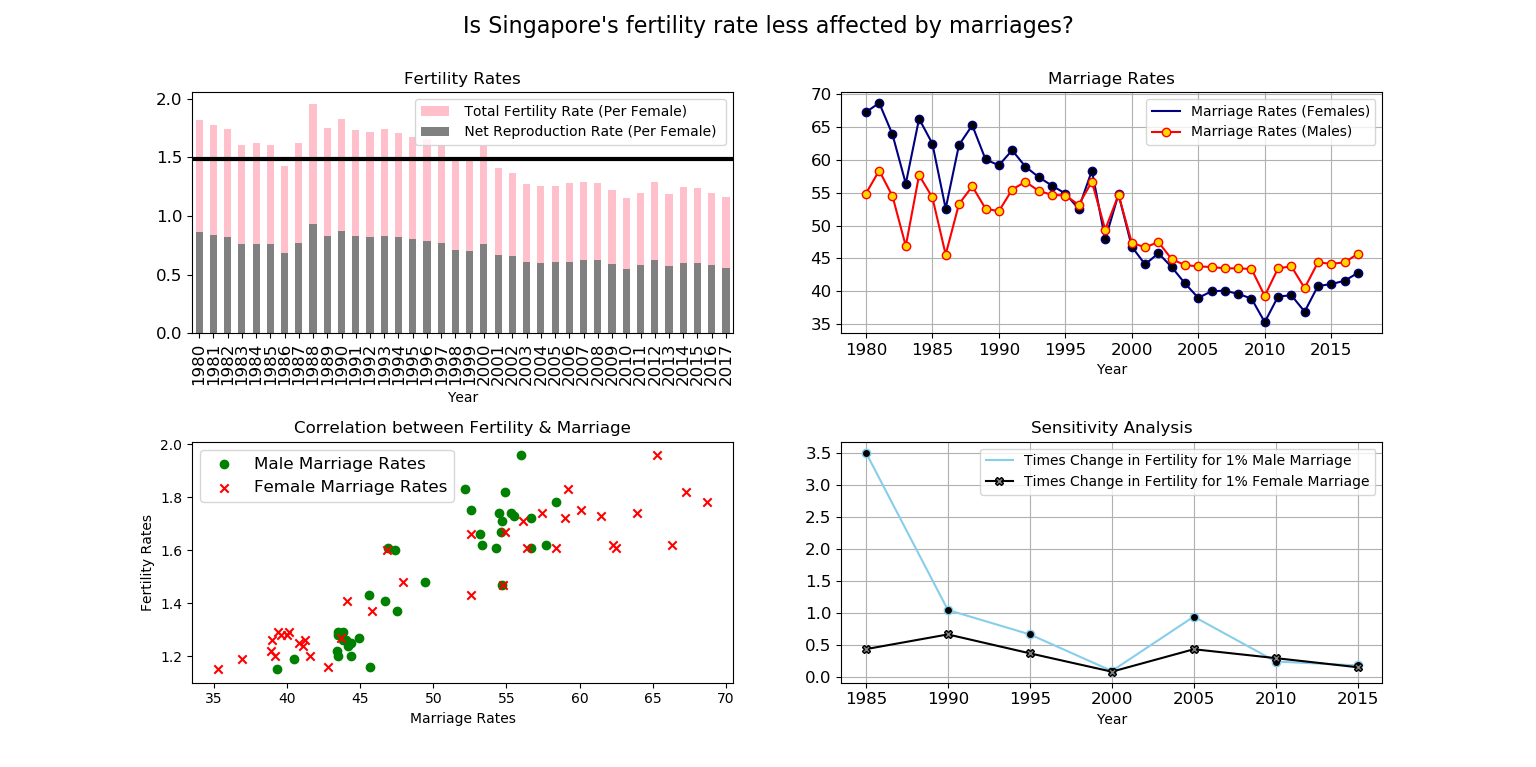 Is Singapore's fertility rate less affected by marriages?
Fertility Rates
2.0
1.5
1.0
0.5
0.0
Total Fertility Rate (Per Female)
Net Reproduction Rate (Per Female)
1980 1981 1982 1983 1984 1985 1986 1987 1988 1989 1990 1991 1992 1993 1994 1995 1996 1997 1998 1999 2000 2001 2002 2003 2004 2005 2006 2007 2008 2009 2010 2011 2012 2013 2014 2015 2016 2017
Year
Marriage Rates
70
65
60
55
50
45
40
35
Marriage Rates (Females)
Marriage Rates (Males)
1980 1985 1990 1995 2000 2005 2010 2015
Year
Correlation between Fertility & Marriage
Fertility Rates
2.0
1.8
1.6
1.4
1.2
Male Marriage Rates
Female Marriage Rates
35 40 45 50 55 60 65 70
Marriage Rates
Sensitivity Analysis
3.5
3.0
2.5
2.0
1.5
1.0
0.5
0.0
Times Change in Fertility for 1% Male Marriage
Times Change in Fertility for 1% Female Marriage
1985 1990 1995 2000 2005 2010 2015
Year